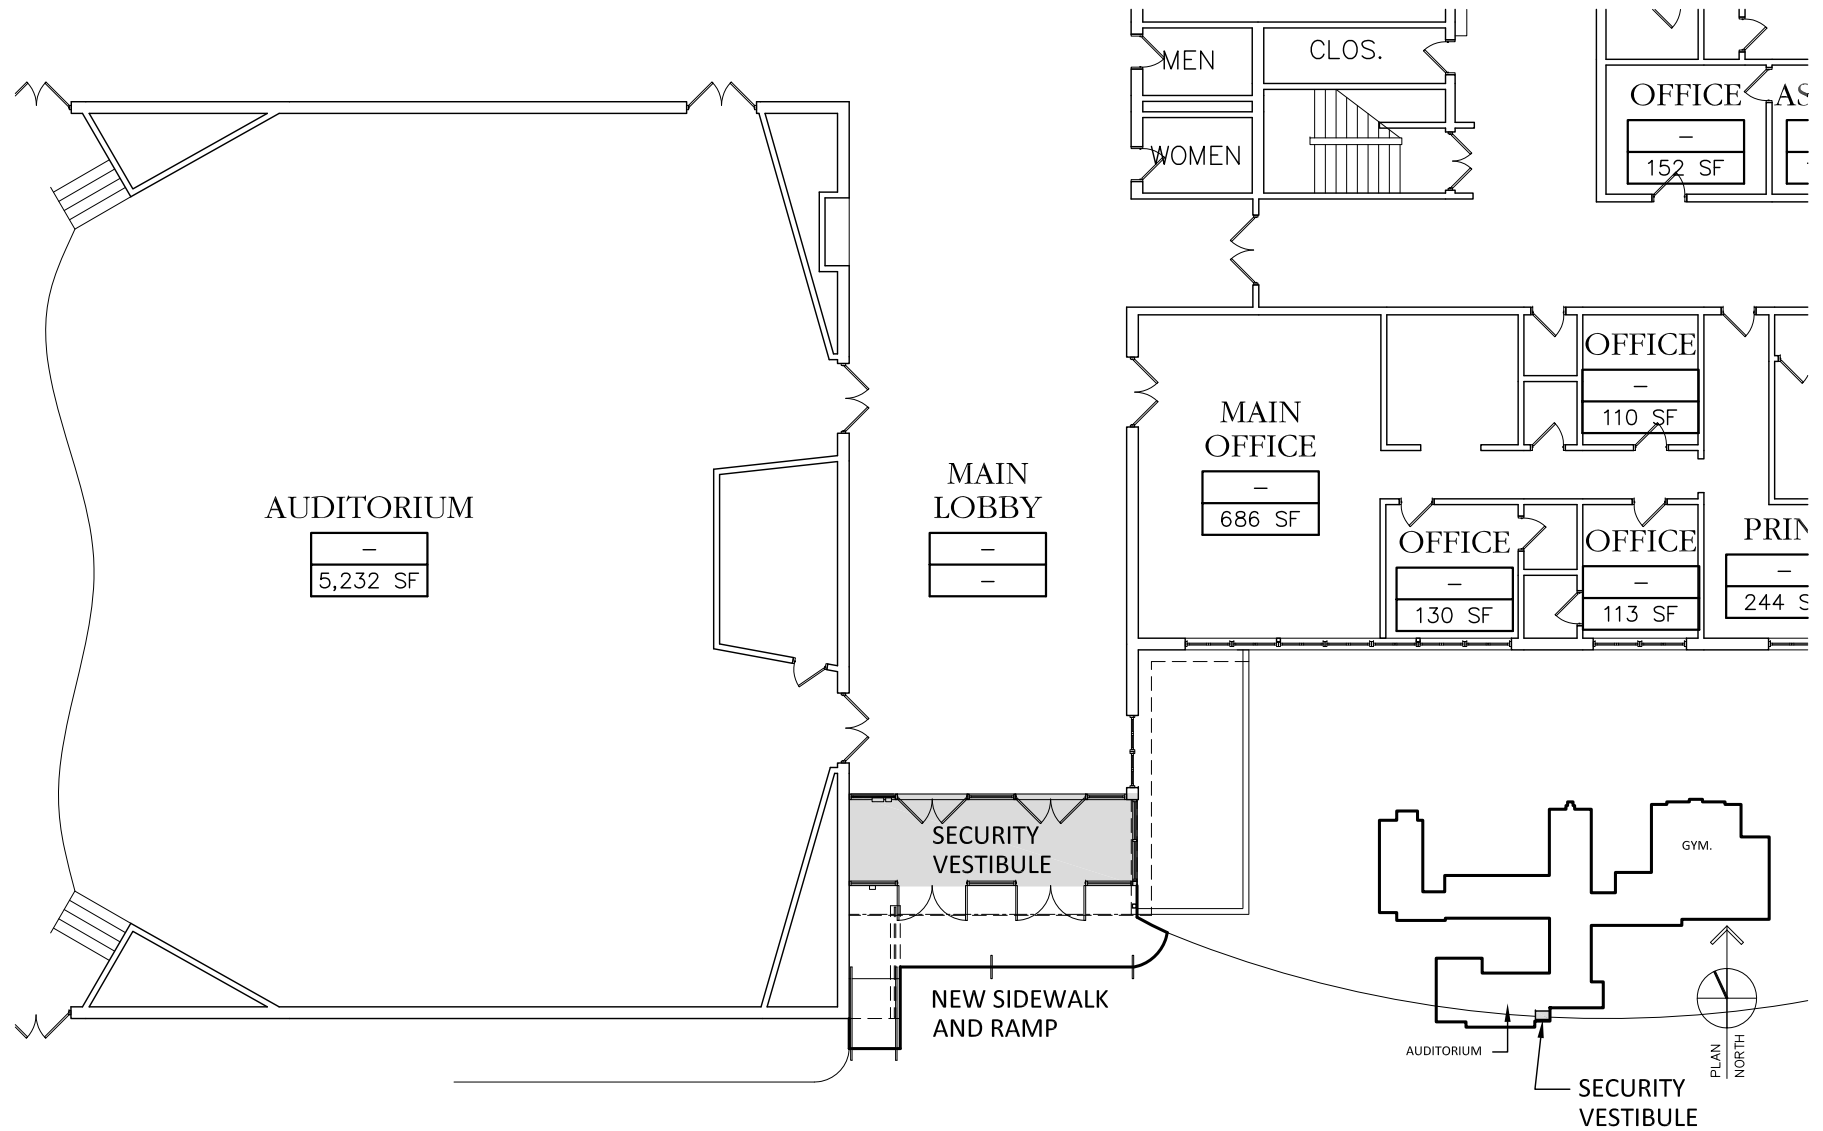 MEN
CLOS.
WOMEN
OFFICE
–
152 SF
AS
AUDITORIUM
–
5,232 SF
MAIN
LOBBY
–
–
MAIN
OFFICE
–
686 SF
OFFICE
–
110 SF
OFFICE
–
130 SF
OFFICE
–
113 SF
PRIN
–
244 S
SECURITY
VESTIBULE
NEW SIDEWALK
AND RAMP
GYM.
AUDITORIUM
SECURITY
VESTIBULE
PLAN
NORTH